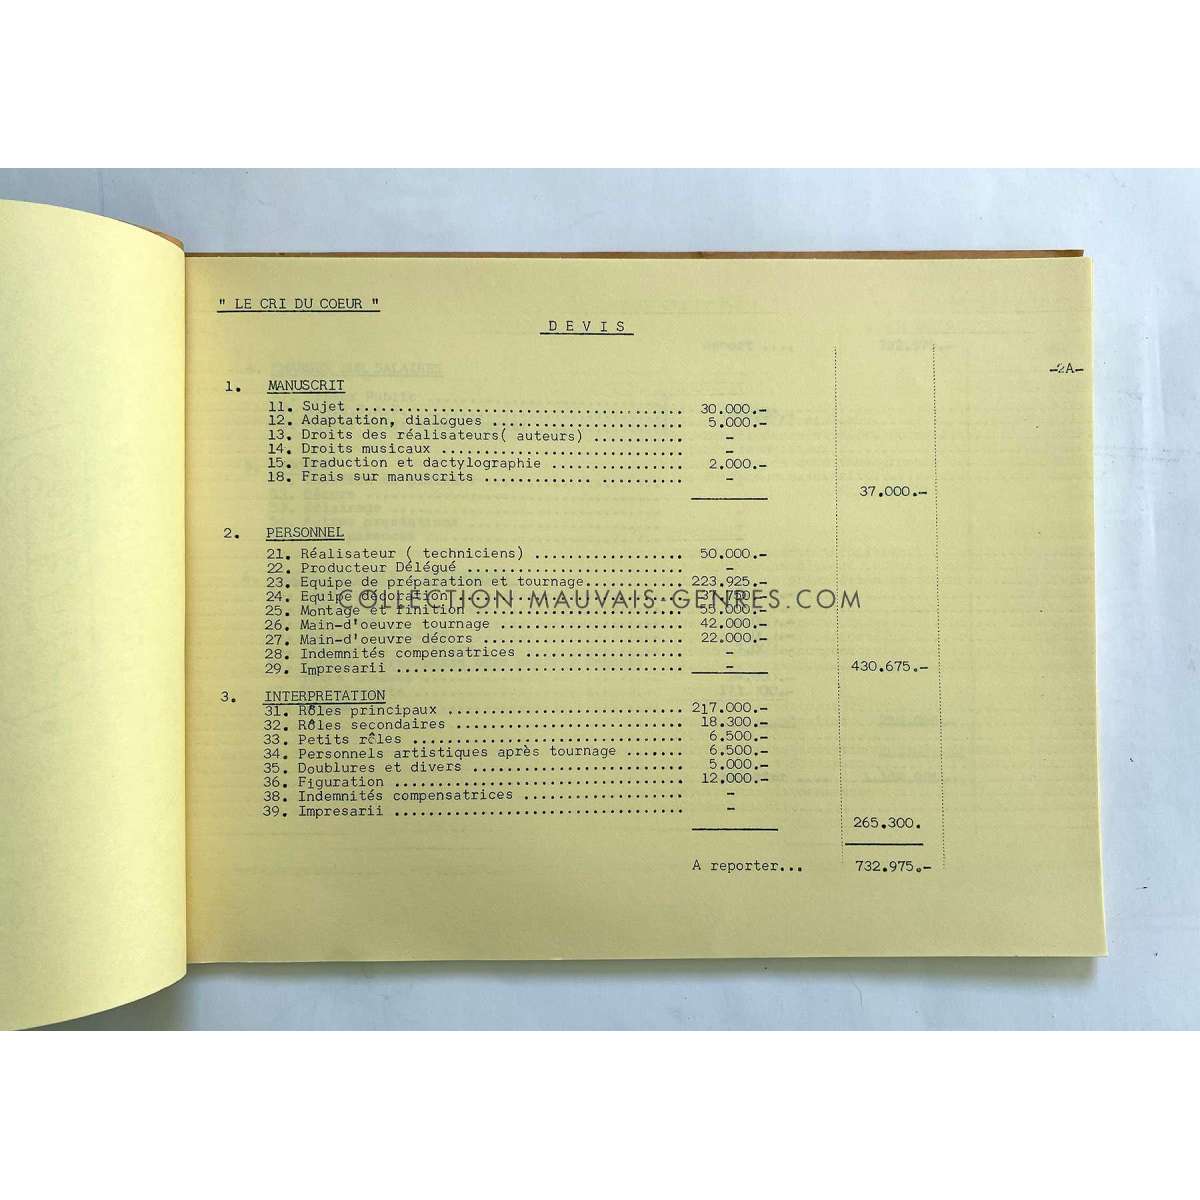 " LE CRI DU COEUR "
D E V I S
-2A-
1. MANUSCRIT
11. Sujet ...................................... 30.000.-
12. Adaptation, dialogues ....................... 5.000.-
13. Droits des réalisateurs( auteurs) ........... -
14. Droits musicaux ............................. -
15. Traduction et dactylographie ................ 2.000.-
18. Frais sur manuscrits ............. .......... -
37.000.-
2. PERSONNEL
21. Réalisateur ( techniciens) .................. 50.000.-
22. Producteur Délégué .......................... -
23. Equipe de préparation et tournage............ 223.925.-
24. Equipe décoration
COLLECTION MAUVAIS-GENRES.COM
25. Montage et finition ......................... 55.000.-
26. Main-d'oeuvre tournage ...................... 42.000.-
27. Main-d'oeuvre décors ........................ 22.000.-
28. Indemnités compensatrices ................... -
29. Impresarii .................................. -
430.675.-
3. INTERPRETATION
31. Rôles principaux ............................ 217.000.-
32. Rôles secondaires ........................... 18.300.-
33. Petits rôles ................................ 6.500.-
34. Personnels artistiques après tournage ....... 6.500.-
35. Doublures et divers ......................... 5.000.-
36. Figuration .................................. 12.000.-
38. Indemnités compensatrices ................... -
39. Impresarii .................................. -
265.300.
A reporter... 732.975.-